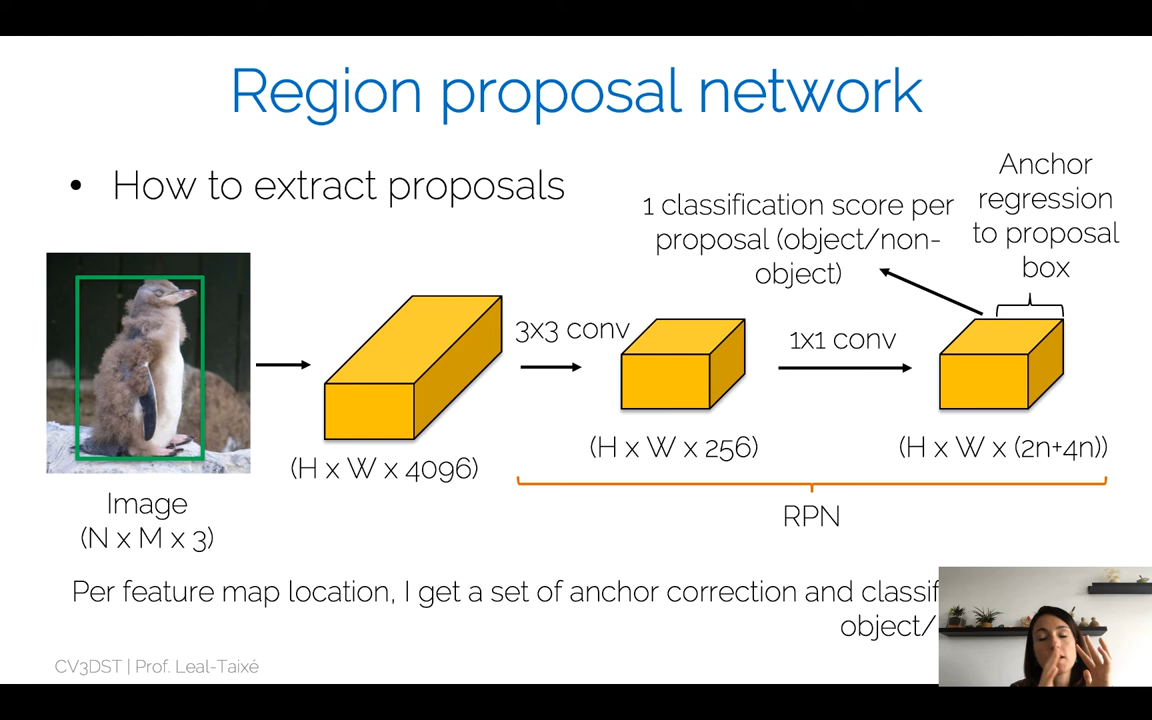 Region proposal network
• How to extract proposals
1 classification score per
proposal (object/non-
object)
Anchor
regression
to proposal
box
3x3 conv
1x1 conv
(H x W x 4096)
(H x W x 256)
(H x W x (2n+4n))
Image
(N x M x 3)
RPN
Per feature map location, I get a set of anchor correction and classif
object/
CV3DST | Prof. Leal-Taixé